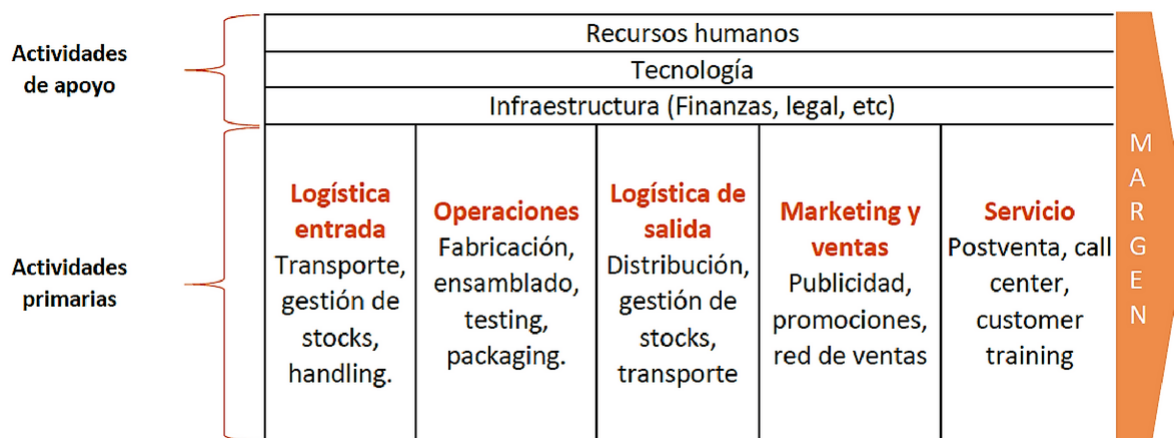 Actividades
de apoyo
Recursos humanos
Tecnología
Infraestructura (Finanzas, legal, etc)
Actividades
primarias
Logística
entrada
Transporte,
gestión de
stocks,
handling.
Operaciones
Fabricación,
ensamblado,
testing,
packaging.
Logística de
salida
Distribución,
gestión de
stocks,
transporte
Marketing y
ventas
Publicidad,
promociones,
red de ventas
Servicio
Postventa, call
center,
customer
training
MARGEN